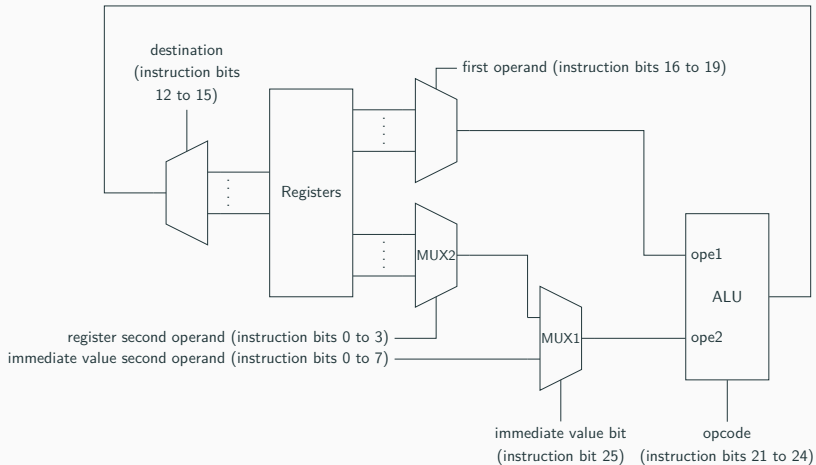 destination
(instruction bits
12 to 15)
first operand (instruction bits 16 to 19)
Registers
MUX2
ope1
ALU
register second operand (instruction bits 0 to 3)
MUX1
ope2
immediate value second operand (instruction bits 0 to 7)
immediate value bit
(instruction bit 25)
opcode
(instruction bits 21 to 24)